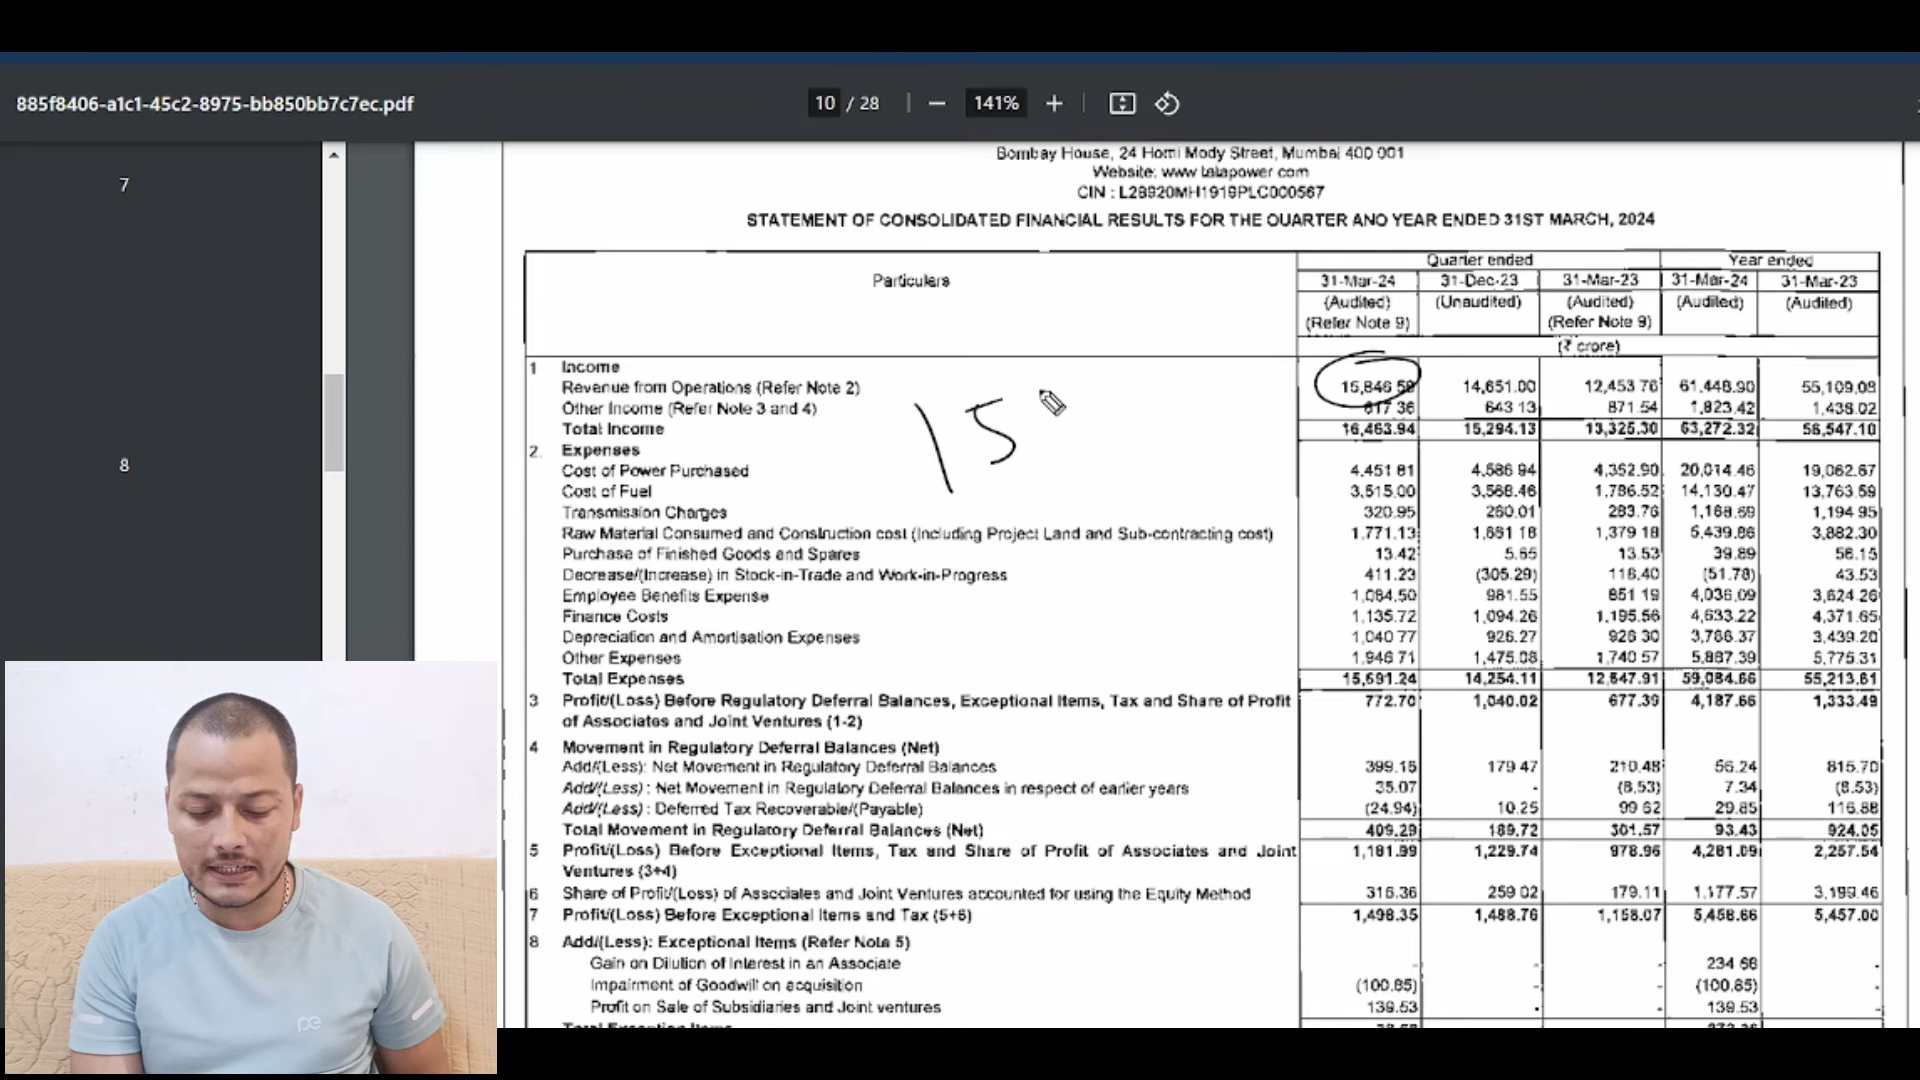 885f8406-a1c1-45c2-8975-bb850bb7c7ec.pdf
10 / 28 | − 141% +
7
8
Bombay House, 24 Homi Mody Street, Mumbai 400 001
Website: www tatapower com
CIN : L28920MH1919PLC000567
STATEMENT OF CONSOLIDATED FINANCIAL RESULTS FOR THE QUARTER AND YEAR ENDED 31ST MARCH, 2024
Particulars Quarter ended Year ended
31-Mar-24 31-Dec-23 31-Mar-23 31-Mar-24 31-Mar-23
(Audited) (Unaudited) (Audited) (Audited) (Audited)
(Refer Note 9) (Refer Note 9)
(₹ crore)
1 Income
Revenue from Operations (Refer Note 2) 15,846 58 14,651.00 12,453 76 61,448.90 55,109.08
Other Income (Refer Note 3 and 4) 617 36 643 13 871.54 1,823.42 1,438.02
Total Income 16,463.94 15,294.13 13,325.30 63,272.32 56,547.10
15
2. Expenses
Cost of Power Purchased 4,451 81 4,586 94 4,352.90 20,014.46 19,062.67
Cost of Fuel 3,515.00 3,568.46 1,786.52 14,130.47 13,763.59
Transmission Charges 320.95 260.01 283.76 1,168.69 1,194.95
Raw Material Consumed and Construction cost (Including Project Land and Sub-contracting cost) 1,771.13 1,651 18 1,379 18 5,439.86 3,882.30
Purchase of Finished Goods and Spares 13.42 5.65 13.53 39.89 56.15
Decrease/(Increase) in Stock-in-Trade and Work-in-Progress 411.23 (305.29) 118.40 (51.78) 43.53
Employee Benefits Expense 1,084.50 981.55 851 19 4,036.09 3,624.26
Finance Costs 1,135.72 1,094.26 1,195.56 4,633.22 4,371.65
Depreciation and Amortisation Expenses 1,040 77 926.27 926 30 3,786.37 3,439.20
Other Expenses 1,946 71 1,475.08 1,740 57 5,887.39 5,775.31
Total Expenses 15,691.24 14,254.11 12,647.91 59,084.66 55,213.61
3 Profit/(Loss) Before Regulatory Deferral Balances, Exceptional Items, Tax and Share of Profit 772.70 1,040.02 677.39 4,187.66 1,333.49
of Associates and Joint Ventures (1-2)
4 Movement in Regulatory Deferral Balances (Net)
Add/(Less): Net Movement in Regulatory Deferral Balances 399.15 179 47 210.48 56.24 815.70
Add/(Less) : Net Movement in Regulatory Deferral Balances in respect of earlier years 35.07 - (8.53) 7.34 (8.53)
Add/(Less) : Deferred Tax Recoverable/(Payable) (24.94) 10.25 99 62 29.85 116.88
Total Movement in Regulatory Deferral Balances (Net) 409.29 189.72 301.57 93.43 924.05
5 Profit/(Loss) Before Exceptional Items, Tax and Share of Profit of Associates and Joint 1,181.99 1,229.74 978.96 4,281.09 2,257.54
Ventures (3+4)
6 Share of Profit/(Loss) of Associates and Joint Ventures accounted for using the Equity Method 316.36 259 02 179.11 1,177.57 3,199.46
7 Profit/(Loss) Before Exceptional Items and Tax (5+6) 1,498.35 1,488.76 1,158.07 5,458.66 5,457.00
8 Add/(Less): Exceptional Items (Refer Note 5)
Gain on Dilution of Interest in an Associate - - - 234 66 -
Impairment of Goodwill on acquisition (100.85) - - (100.85) -
Profit on Sale of Subsidiaries and Joint ventures 139.53 - - 139.53 -